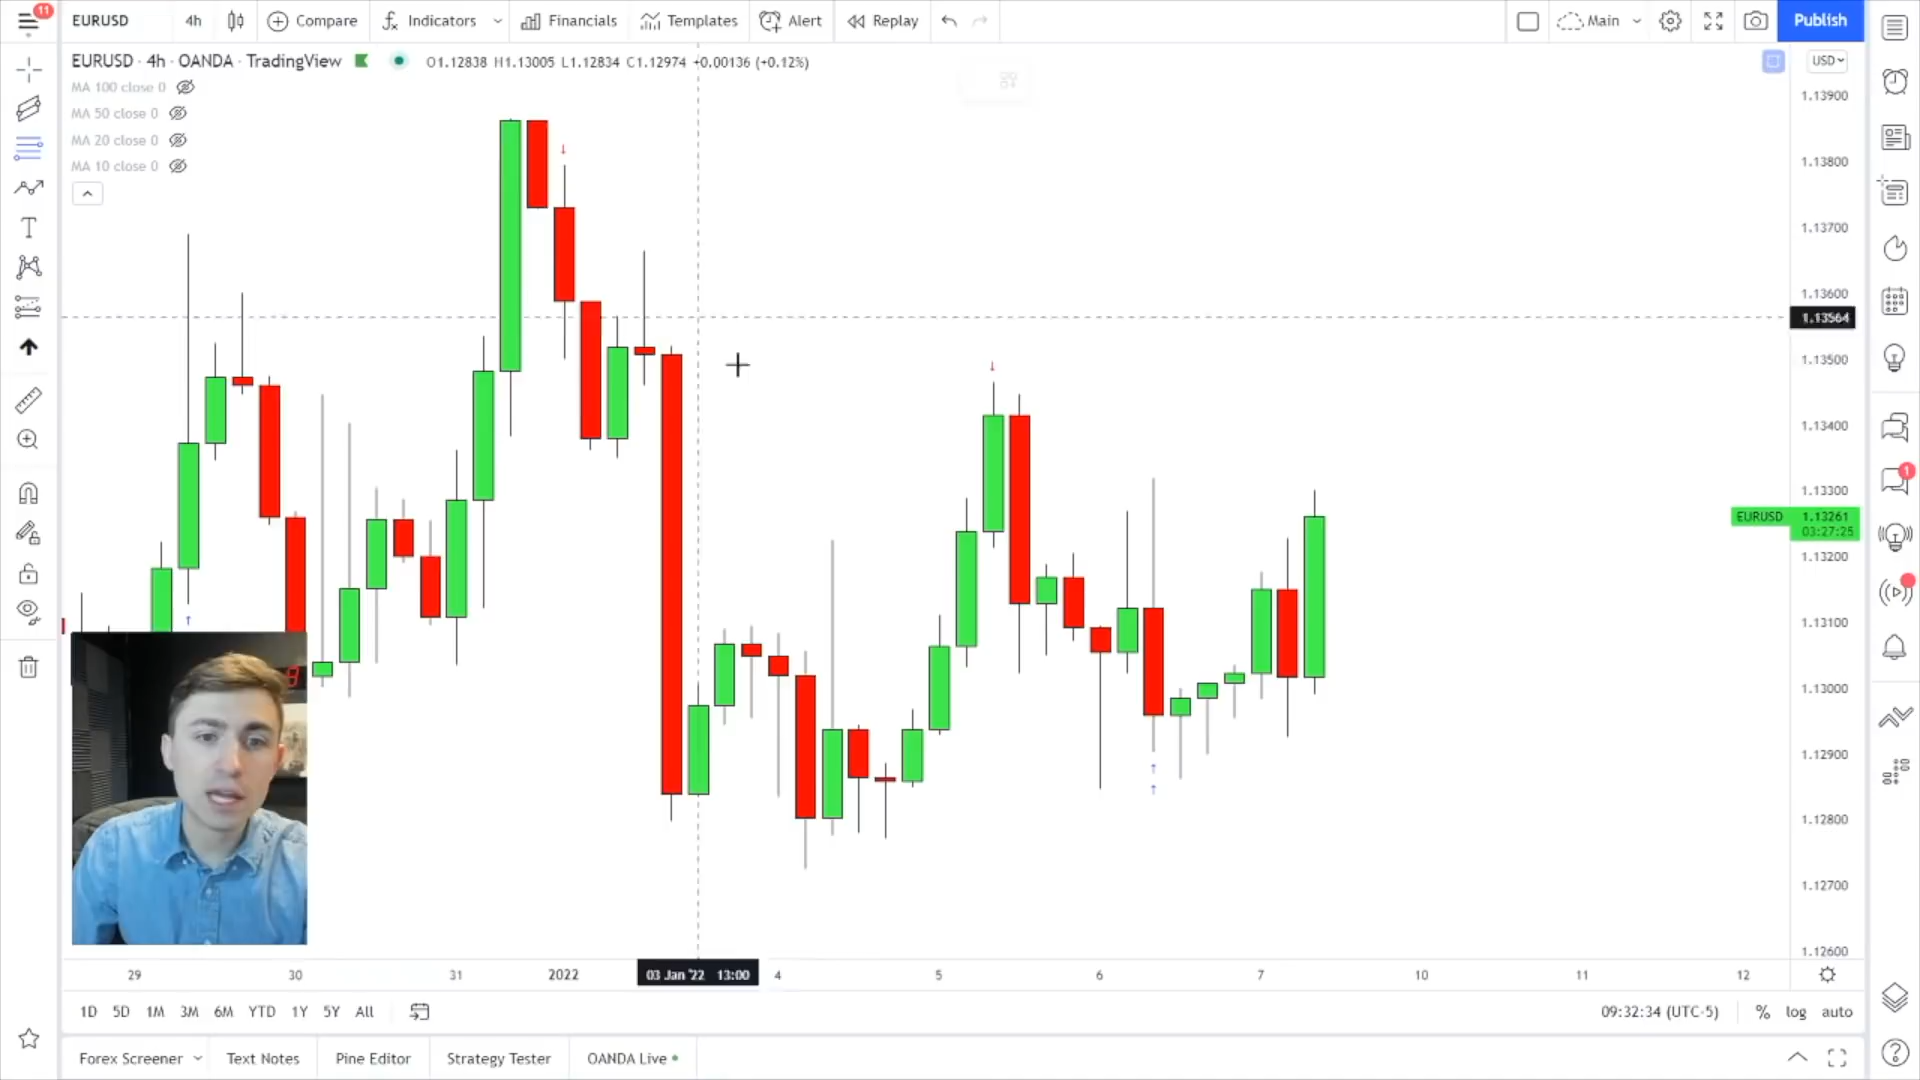 11
EURUSD 4h Compare Indicators Financials Templates Alert Replay Main Publish
EURUSD · 4h · OANDA · TradingView O1.12838 H1.13005 L1.12834 C1.12974 +0.00136 (+0.12%)
USD
MA 100 close 0
MA 50 close 0
MA 20 close 0
MA 10 close 0
1.13900
1.13800
1.13700
1.13600
1.13564
1.13500
1.13400
1.13300
EURUSD 1.13261
03:27:25
1.13200
1.13100
1.13000
1.12900
1.12800
1.12700
1.12600
1
29 30 31 2022 03 Jan '22 13:00 4 5 6 7 10 11 12
1D 5D 1M 3M 6M YTD 1Y 5Y All 09:32:34 (UTC-5) % log auto
Forex Screener Text Notes Pine Editor Strategy Tester OANDA Live